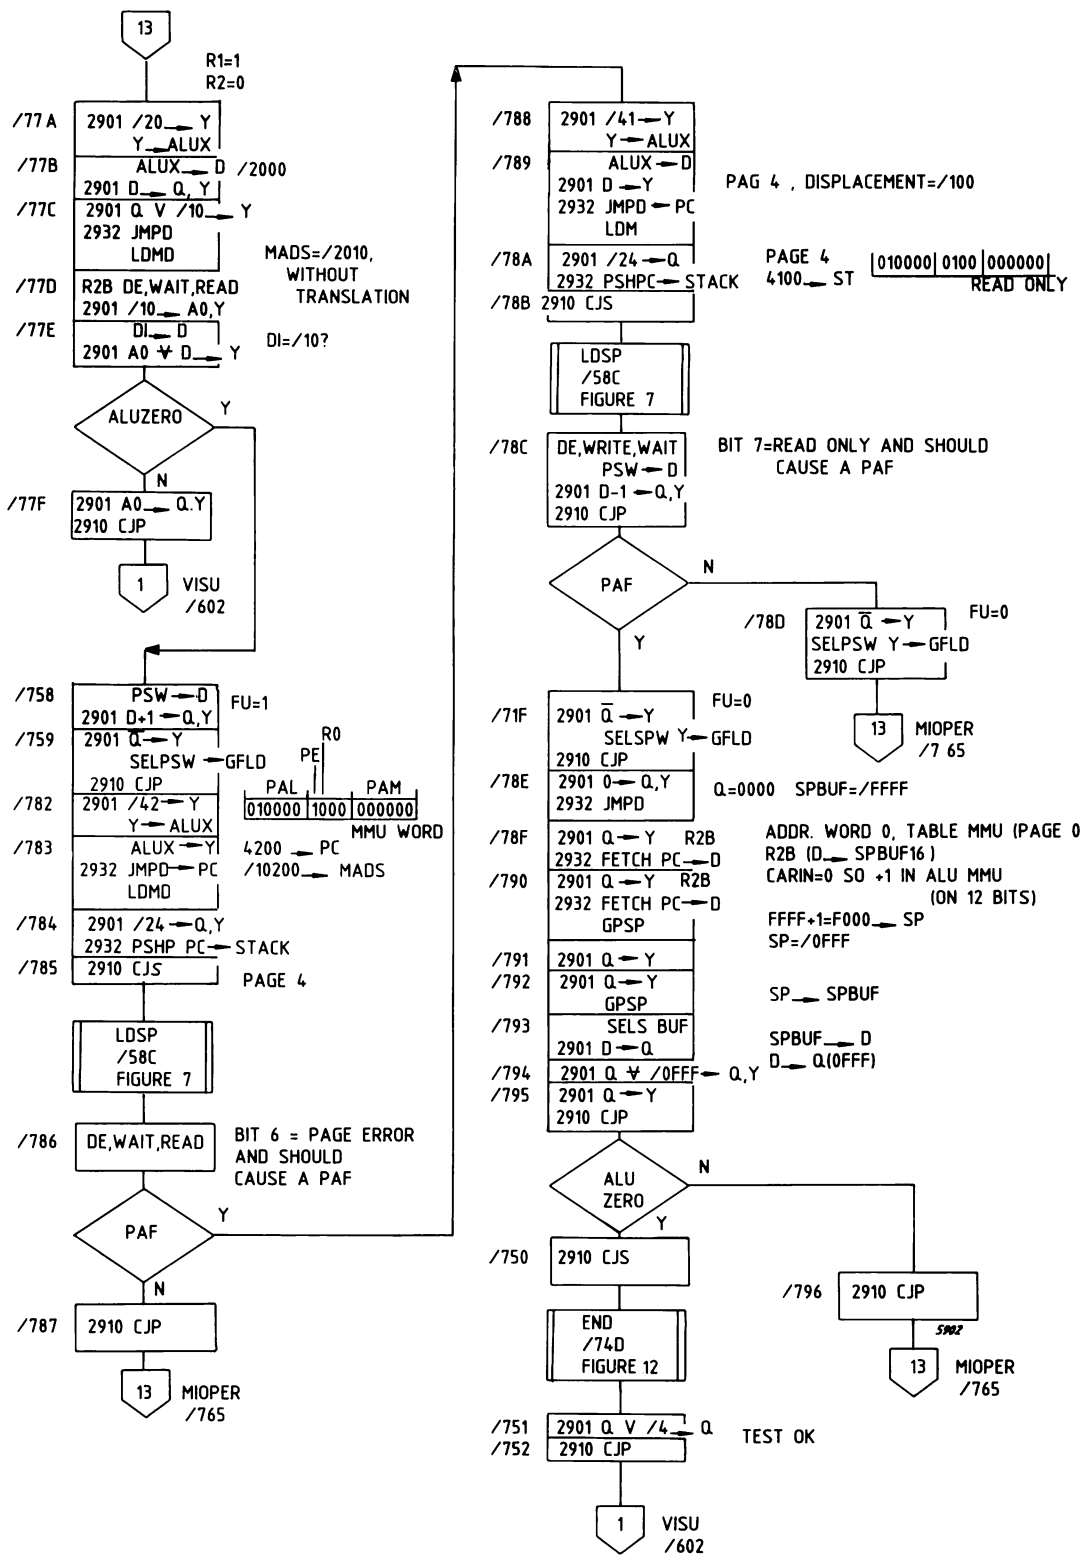 13
R1=1
R2=0
/77A 2901 /20 → Y
Y → ALUX
/77B ALUX → D /2000
2901 D → Q, Y
/77C 2901 Q V /10 → Y
2932 JMPD
LDMD
MADS=/2010,
WITHOUT
TRANSLATION
/77D R2B DE,WAIT,READ
2901 /10 → A0,Y
/77E DI → D
2901 A0 ⊻ D → Y
DI=/10?
ALUZERO
Y
N
/77F 2901 A0 → Q.Y
2910 CJP
1 VISU
/602
/758 PSW → D
2901 D+1 → Q,Y
FU=1
/759 2901 Q̅ → Y
SELPSW → GFLD
2910 CJP
/782 2901 /42 → Y
Y → ALUX
R0
PE
PAL PAM
010000 1000 000000
MMU WORD
/783 ALUX → Y
2932 JMPD → PC
LDMD
4200 → PC
/10200 → MADS
/784 2901 /24 → Q,Y
2932 PSHP PC → STACK
/785 2910 CJS
PAGE 4
LDSP
/58C
FIGURE 7
/786 DE,WAIT,READ
BIT 6 = PAGE ERROR
AND SHOULD
CAUSE A PAF
PAF
Y
N
/787 2910 CJP
13 MIOPER
/765
/788 2901 /41 → Y
Y → ALUX
/789 ALUX → D
2901 D → Y
2932 JMPD → PC
LDM
PAG 4 , DISPLACEMENT=/100
/78A 2901 /24 → Q
2932 PSHPC → STACK
PAGE 4
4100 → ST
010000 0100 000000
READ ONLY
/78B 2910 CJS
LDSP
/58C
FIGURE 7
/78C DE,WRITE,WAIT
PSW → D
2901 D-1 → Q,Y
2910 CJP
BIT 7=READ ONLY AND SHOULD
CAUSE A PAF
PAF
N
Y
/78D 2901 Q̅ → Y
SELPSW Y → GFLD
2910 CJP
FU=0
13 MIOPER
/7 65
/71F 2901 Q̅ → Y
SELSPW Y → GFLD
2910 CJP
FU=0
/78E 2901 0 → Q,Y
2932 JMPD
Q=0000 SPBUF=/FFFF
/78F 2901 Q → Y R2B
2932 FETCH PC → D
/790 2901 Q → Y R2B
2932 FETCH PC → D
GPSP
ADDR. WORD 0, TABLE MMU (PAGE 0
R2B (D → SPBUF16)
CARIN=0 SO +1 IN ALU MMU
(ON 12 BITS)
FFFF+1=F000 → SP
SP=/0FFF
/791 2901 Q → Y
/792 2901 Q → Y
GPSP
SP → SPBUF
/793 SELS BUF
2901 D → Q
SPBUF → D
D → Q(0FFF)
/794 2901 Q ⊻ /0FFF → Q,Y
/795 2901 Q → Y
2910 CJP
ALU
ZERO
N
Y
/750 2910 CJS
/796 2910 CJP
5902
13 MIOPER
/765
END
/74D
FIGURE 12
/751 2901 Q V /4 → Q
/752 2910 CJP
TEST OK
1 VISU
/602